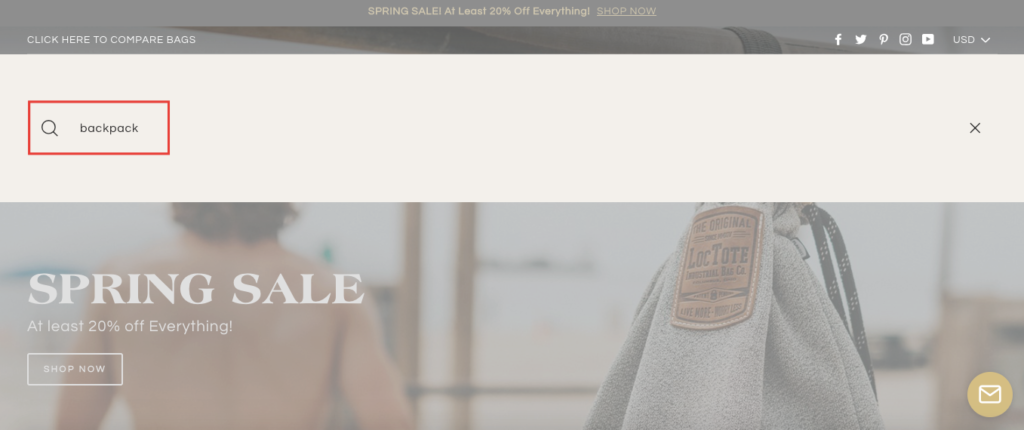 SPRING SALE! At Least 20% Off Everything! SHOP NOW
CLICK HERE TO COMPARE BAGS
USD
backpack
THE ORIGINAL
LOCTOTE
INDUSTRIAL BAG CO.
SPRING SALE
At least 20% off Everything!
SHOP NOW